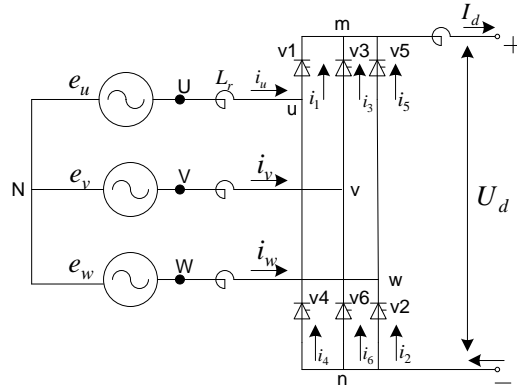 m
I_d
+
v1
v3
v5
e_u
U
L_r
i_u
i_1
i_3
i_5
u
N
e_v
V
i_v
v
U_d
e_w
W
i_w
w
v4
v6
v2
i_4
i_6
i_2
n
−